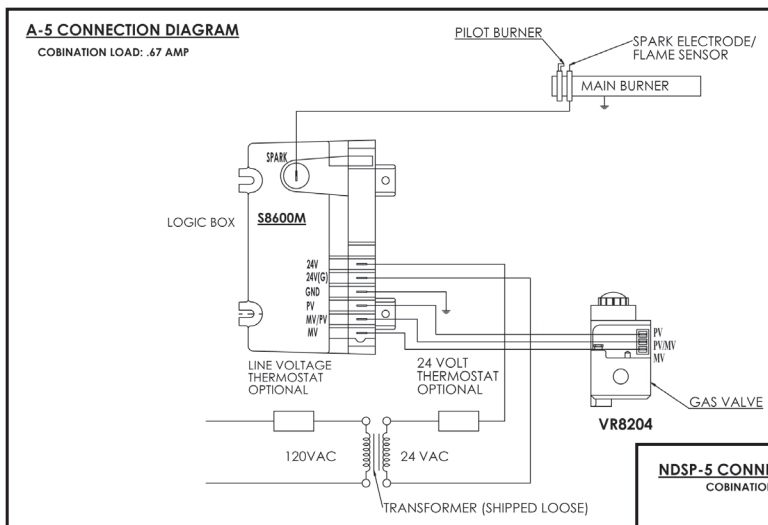 A-5 CONNECTION DIAGRAM
COBINATION LOAD: .67 AMP
PILOT BURNER
SPARK ELECTRODE/
FLAME SENSOR
MAIN BURNER
SPARK
LOGIC BOX
S8600M
24V
24V(G)
GND
PV
MV/PV
MV
PV
PV/MV
MV
LINE VOLTAGE
THERMOSTAT
OPTIONAL
24 VOLT
THERMOSTAT
OPTIONAL
GAS VALVE
VR8204
120VAC
24 VAC
TRANSFORMER (SHIPPED LOOSE)
NDSP-5 CONNE
COBINATION